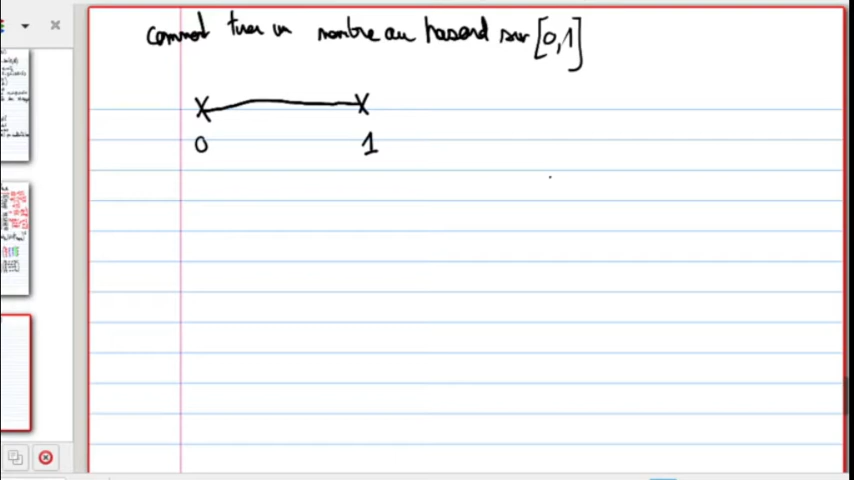 comment tirer un nombre au hasard sur [0,1]
0 1